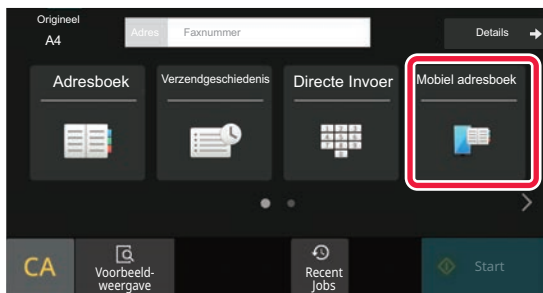 Origineel
A4
Adres
Faxnummer
Details
Adresboek
Verzendgeschiedenis
Directe Invoer
Mobiel adresboek
CA
Voorbeeld-
weergave
Recent
Jobs
Start